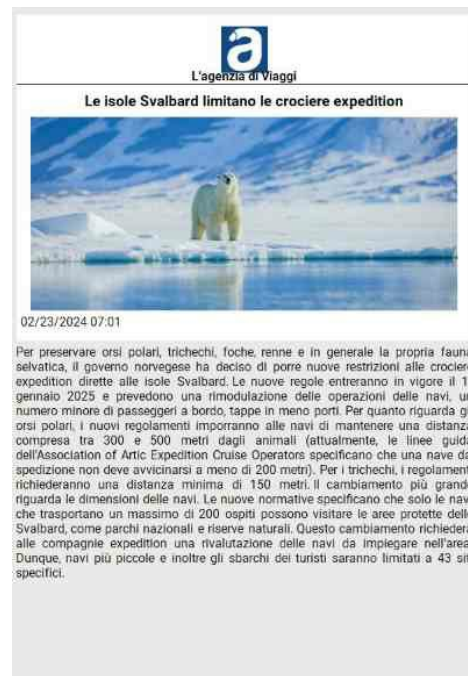 a
L'agenzia di Viaggi
Le isole Svalbard limitano le crociere expedition
02/23/2024 07:01
Per preservare orsi polari, trichechi, foche, renne e in generale la propria fauna
selvatica, il governo norvegese ha deciso di porre nuove restrizioni alle crociere
expedition dirette alle isole Svalbard. Le nuove regole entreranno in vigore il 1
gennaio 2025 e prevedono una rimodulazione delle operazioni delle navi, un
numero minore di passeggeri a bordo, tappe in meno porti. Per quanto riguarda g
orsi polari, i nuovi regolamenti imporranno alle navi di mantenere una distanza
compresa tra 300 e 500 metri dagli animali (attualmente, le linee guida
dell'Association of Artic Expedition Cruise Operators specificano che una nave da
spedizione non deve avvicinarsi a meno di 200 metri). Per i trichechi, i regolament
richiederanno una distanza minima di 150 metri. Il cambiamento più grande
riguarda le dimensioni delle navi. Le nuove normative specificano che solo le nav
che trasportano un massimo di 200 ospiti possono visitare le aree protette delle
Svalbard, come parchi nazionali e riserve naturali. Questo cambiamento richiederà
alle compagnie expedition una rivalutazione delle navi da impiegare nell'area.
Dunque, navi più piccole e inoltre gli sbarchi dei turisti saranno limitati a 43 sit
specifici.